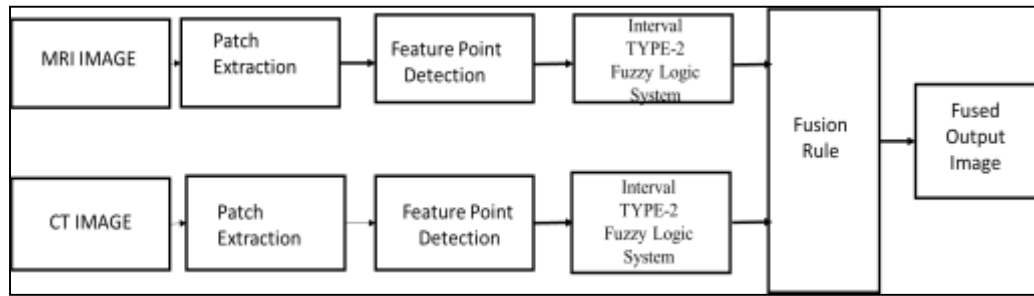 MRI IMAGE
Patch
Extraction
Feature Point
Detection
Interval
TYPE-2
Fuzzy Logic
System
Fusion
Rule
Fused
Output
Image
CT IMAGE
Patch
Extraction
Feature Point
Detection
Interval
TYPE-2
Fuzzy Logic
System